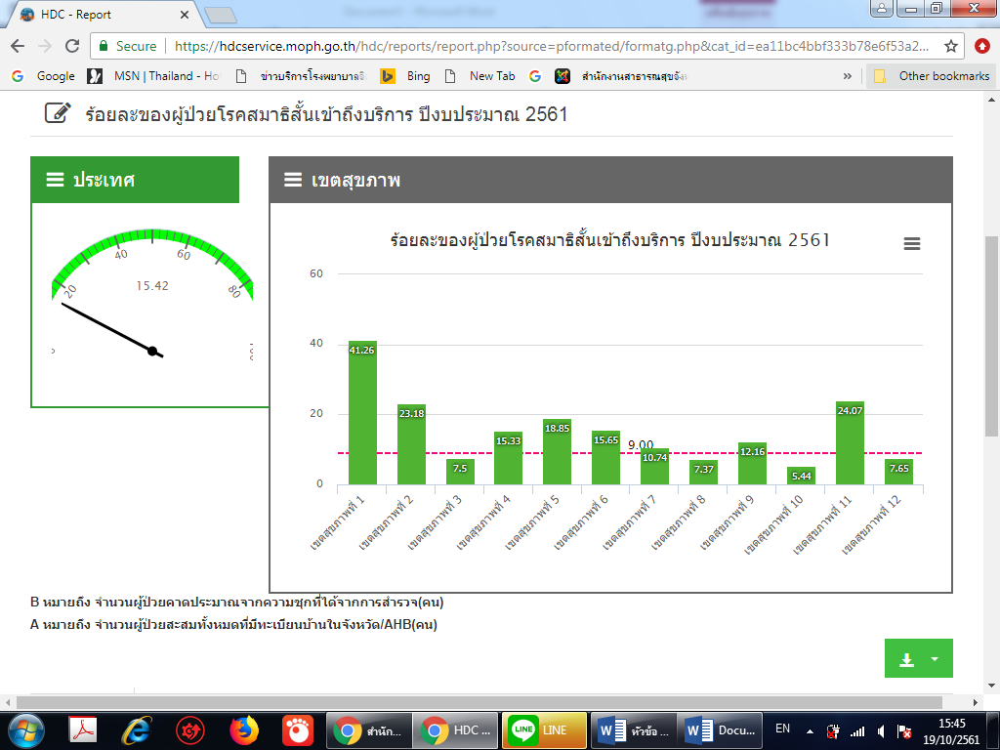 HDC - Report
Secure | https://hdcservice.moph.go.th/hdc/reports/report.php?source=pformated/formatg.php&cat_id=ea11bc4bbf333b78e6f53a2...
Google MSN | Thailand - Ho ข่าวบริการโรงพยาบาลจิ Bing New Tab สำนักงานสาธารณสุขจังห » Other bookmarks
ร้อยละของผู้ป่วยโรคสมาธิสั้นเข้าถึงบริการ ปีงบประมาณ 2561
ประเทศ
20
40
60
80
15.42
เขตสุขภาพ
ร้อยละของผู้ป่วยโรคสมาธิสั้นเข้าถึงบริการ ปีงบประมาณ 2561
60
40
20
0
41.26
23.18
7.5
15.33
18.85
15.65
9.00
10.74
7.37
12.16
5.44
24.07
7.65
เขตสุขภาพที่ 1
เขตสุขภาพที่ 2
เขตสุขภาพที่ 3
เขตสุขภาพที่ 4
เขตสุขภาพที่ 5
เขตสุขภาพที่ 6
เขตสุขภาพที่ 7
เขตสุขภาพที่ 8
เขตสุขภาพที่ 9
เขตสุขภาพที่ 10
เขตสุขภาพที่ 11
เขตสุขภาพที่ 12
B หมายถึง จำนวนผู้ป่วยคาดประมาณจากความชุกที่ได้จากการสำรวจ(คน)
A หมายถึง จำนวนผู้ป่วยสะสมทั้งหมดที่มีทะเบียนบ้านในจังหวัด/AHB(คน)
สำนัก... HDC ... LINE หัวข้อ ... Docu... EN 15:45
19/10/2561